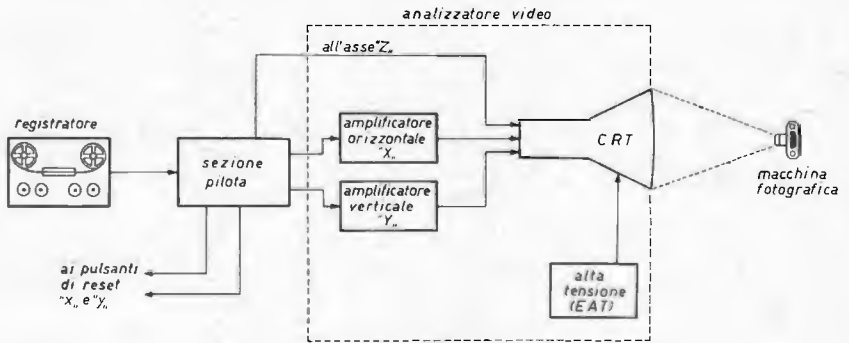 analizzatore video
all'asse "Z„
registratore
amplificatore
orizzontale
"X„
sezione
pilota
amplificatore
verticale
"Y„
CRT
macchina
fotografica
ai pulsanti
di reset
"x„ e "y„
alta
tensione
(EAT)